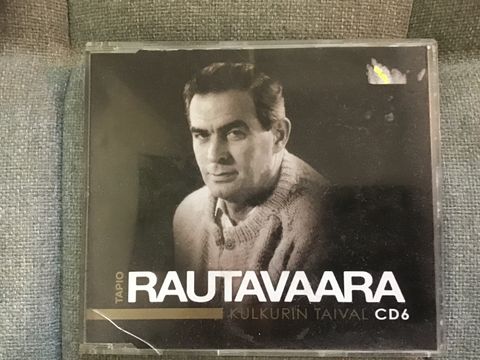 TAPIO
RAUTAVAARA
KULKURIN TAIVAL CD6